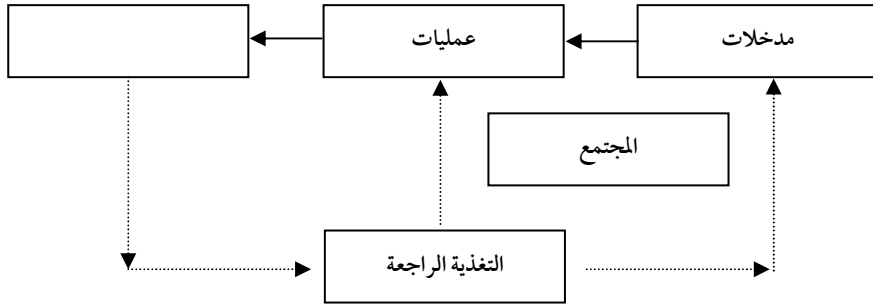 مدخلات
عمليات
المجتمع
التغذية الراجعة